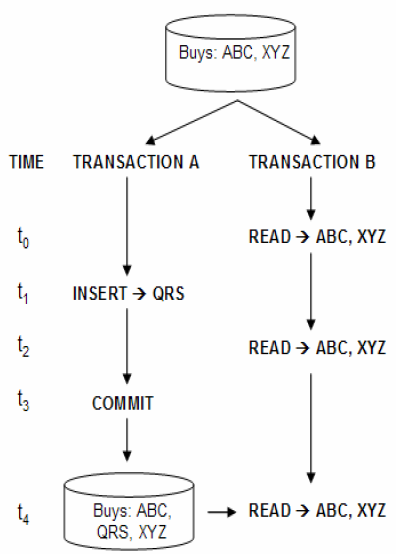 Buys: ABC, XYZ
TIME TRANSACTION A TRANSACTION B
t0 READ → ABC, XYZ
t1 INSERT → QRS
t2 READ → ABC, XYZ
t3 COMMIT
t4 Buys: ABC, QRS, XYZ READ → ABC, XYZ